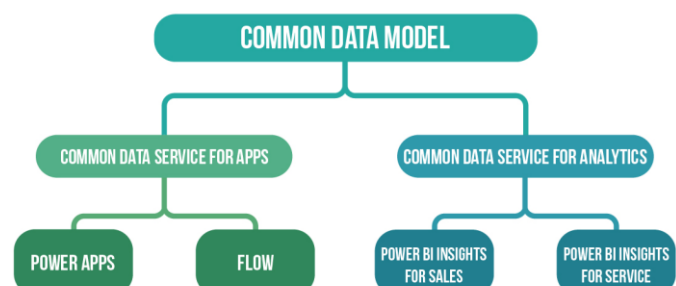 COMMON DATA MODEL
COMMON DATA SERVICE FOR APPS
COMMON DATA SERVICE FOR ANALYTICS
POWER APPS
FLOW
POWER BI INSIGHTS
FOR SALES
POWER BI INSIGHTS
FOR SERVICE